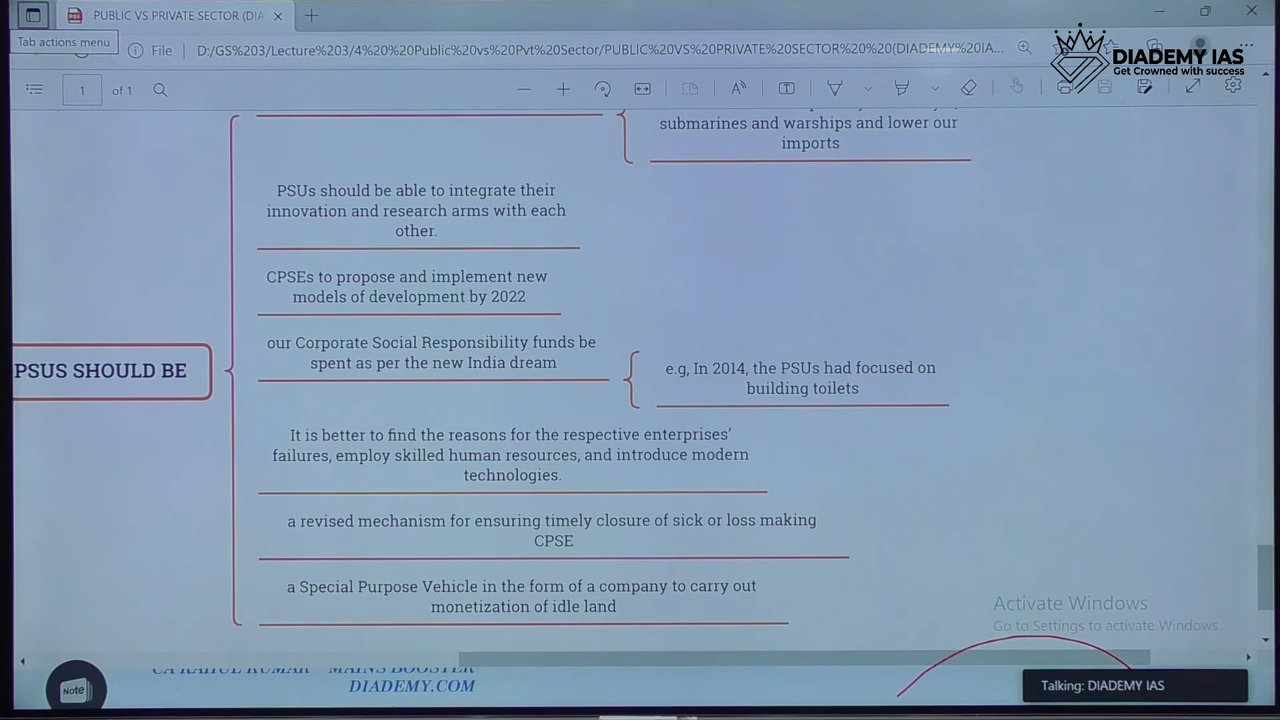 PUBLIC VS PRIVATE SECTOR (DIA
Tab actions menu
File
D:/GS%203/Lecture%203/4%20%20Public%20vs%20Pvt%20Sector/PUBLIC%20VS%20PRIVATE%20SECTOR%20%20(DIADEMY%20IA...
DIADEMY IAS
Get Crowned with success
1
of 1
submarines and warships and lower our
imports
PSUs should be able to integrate their
innovation and research arms with each
other.
CPSEs to propose and implement new
models of development by 2022
our Corporate Social Responsibility funds be
spent as per the new India dream
PSUS SHOULD BE
e.g, In 2014, the PSUs had focused on
building toilets
It is better to find the reasons for the respective enterprises’
failures, employ skilled human resources, and introduce modern
technologies.
a revised mechanism for ensuring timely closure of sick or loss making
CPSE
a Special Purpose Vehicle in the form of a company to carry out
monetization of idle land
Activate Windows
Go to Settings to activate Windows.
CA RAHUL KUMAR MAINS BOOSTER
DIADEMY.COM
Note
Talking: DIADEMY IAS